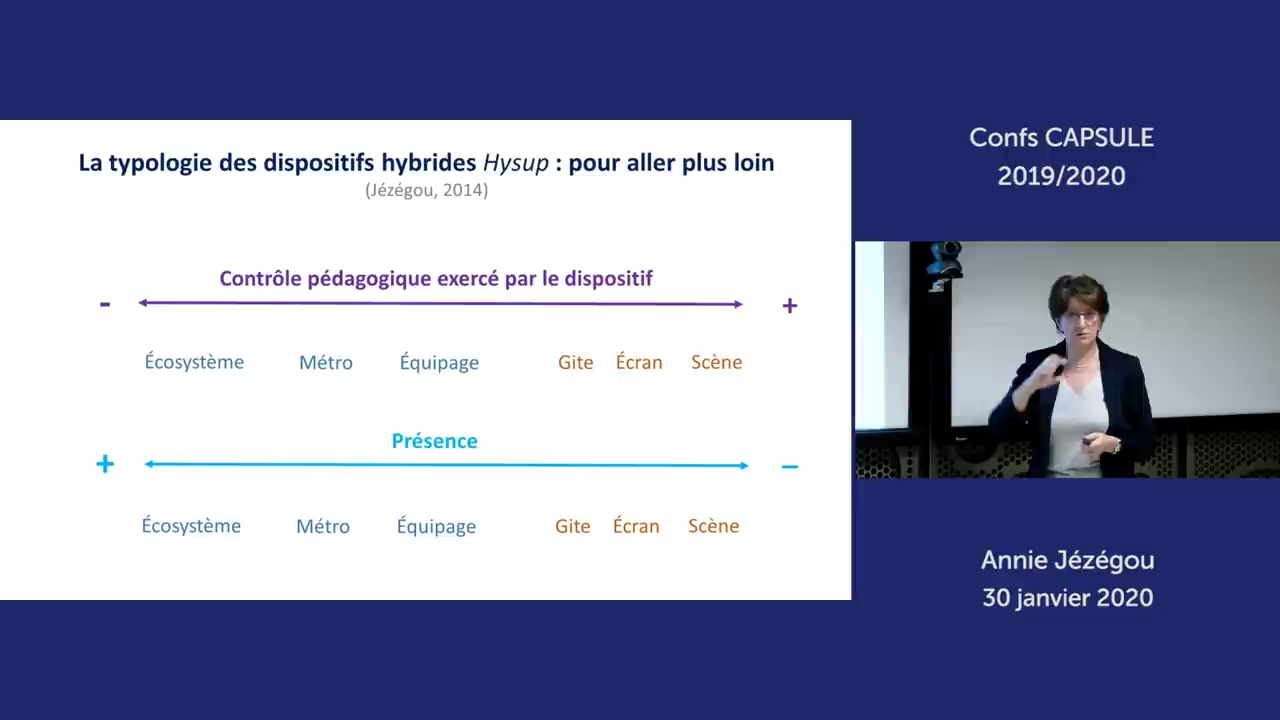 La typologie des dispositifs hybrides Hysup : pour aller plus loin
(Jézégou, 2014)
Contrôle pédagogique exercé par le dispositif
- +
Écosystème Métro Équipage Gite Écran Scène
Présence
+ –
Écosystème Métro Équipage Gite Écran Scène
Confs CAPSULE
2019/2020
Annie Jézégou
30 janvier 2020